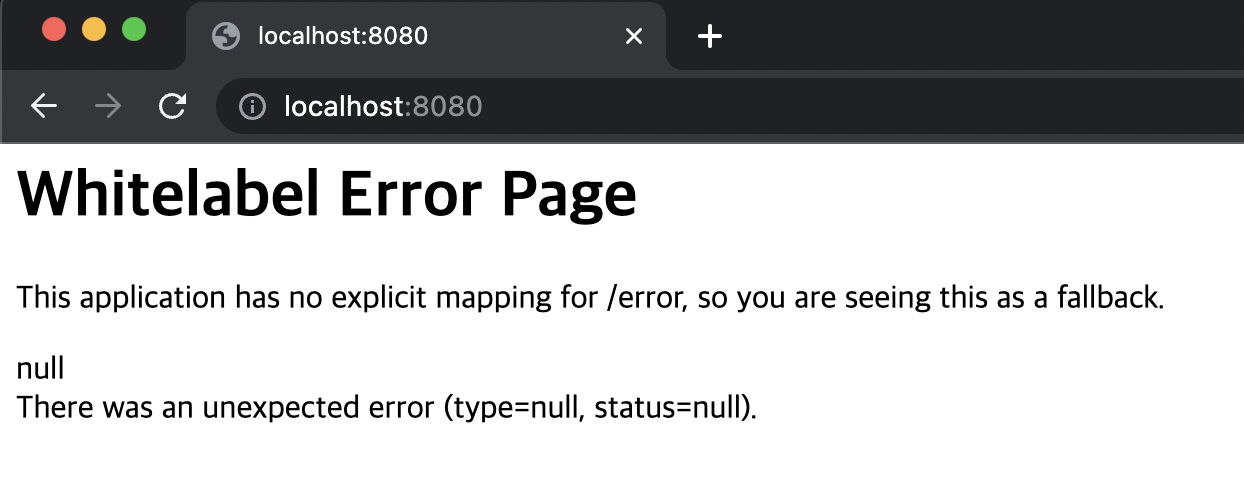 localhost:8080
localhost:8080
Whitelabel Error Page
This application has no explicit mapping for /error, so you are seeing this as a fallback.
null
There was an unexpected error (type=null, status=null).